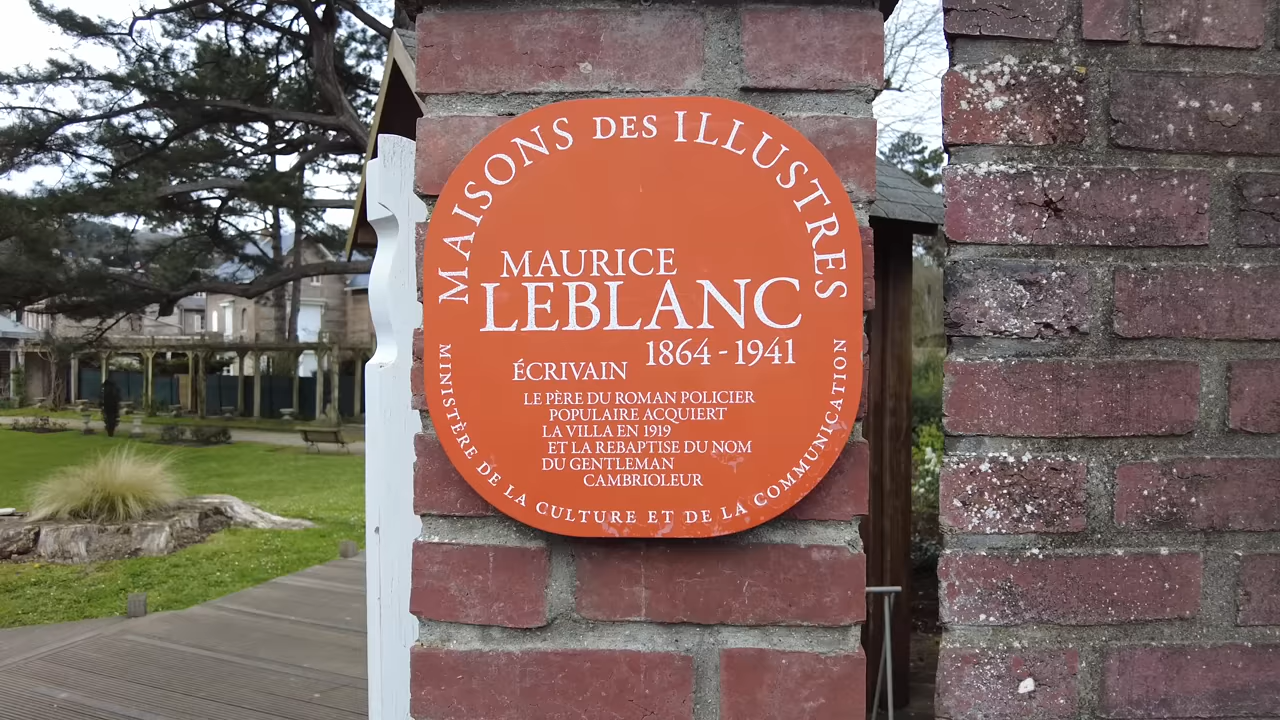 MAISONS DES ILLUSTRES
MAURICE
LEBLANC
1864 - 1941
ÉCRIVAIN
LE PÈRE DU ROMAN POLICIER
POPULAIRE ACQUIERT
LA VILLA EN 1919
ET LA REBAPTISE DU NOM
DU GENTLEMAN
CAMBRIOLEUR
MINISTÈRE DE LA CULTURE ET DE LA COMMUNICATION